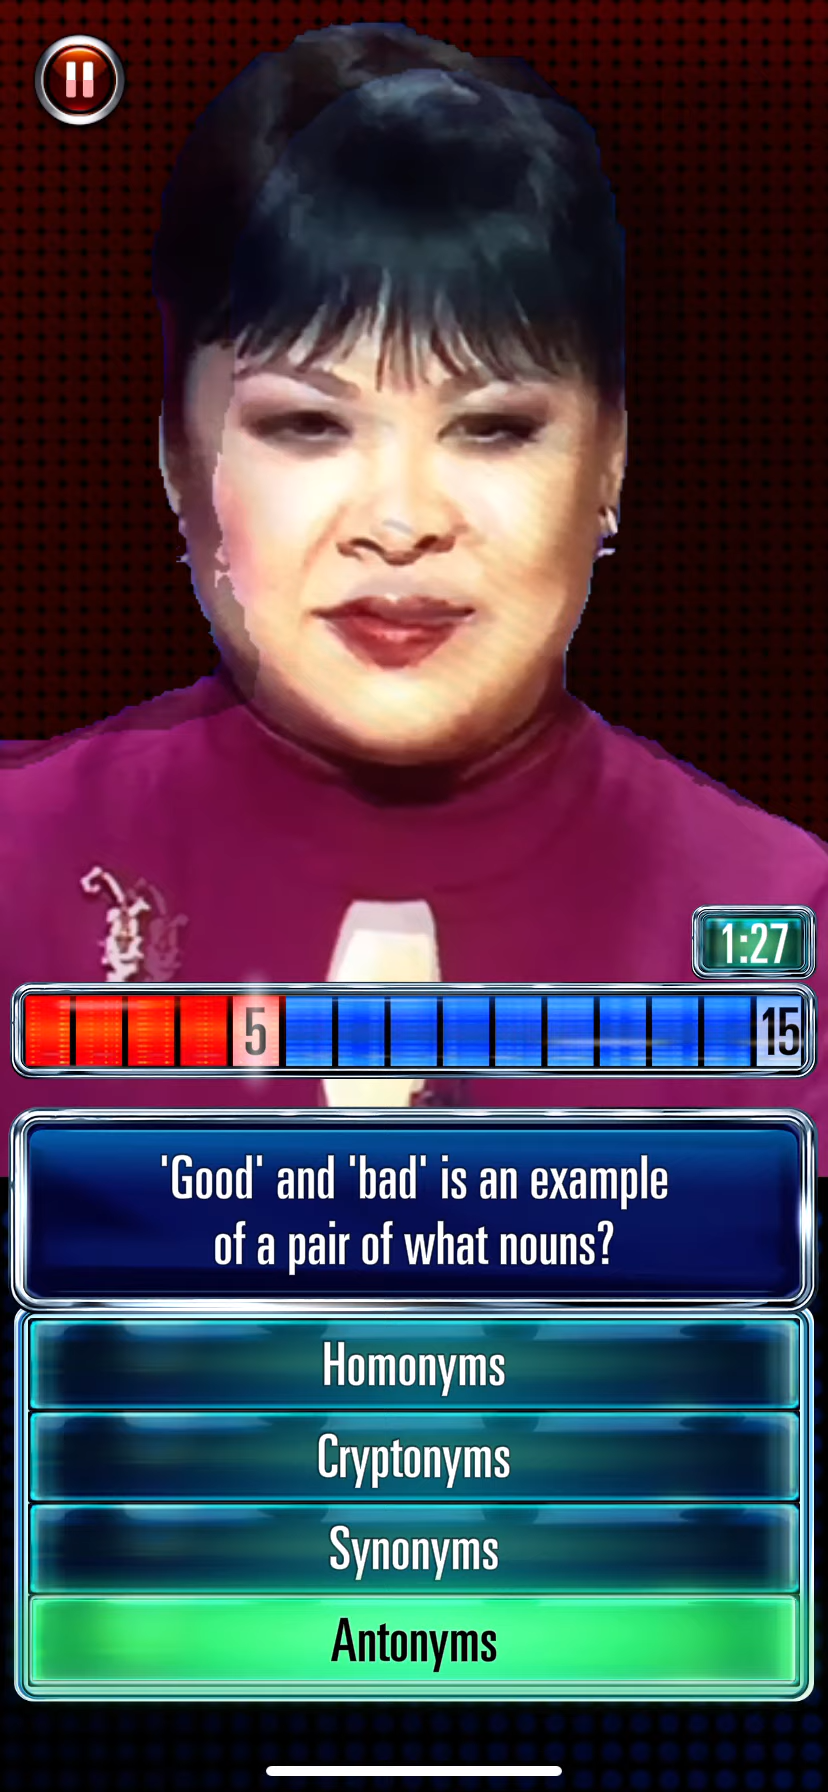 1:27
5
15
'Good' and 'bad' is an example
of a pair of what nouns?
Homonyms
Cryptonyms
Synonyms
Antonyms